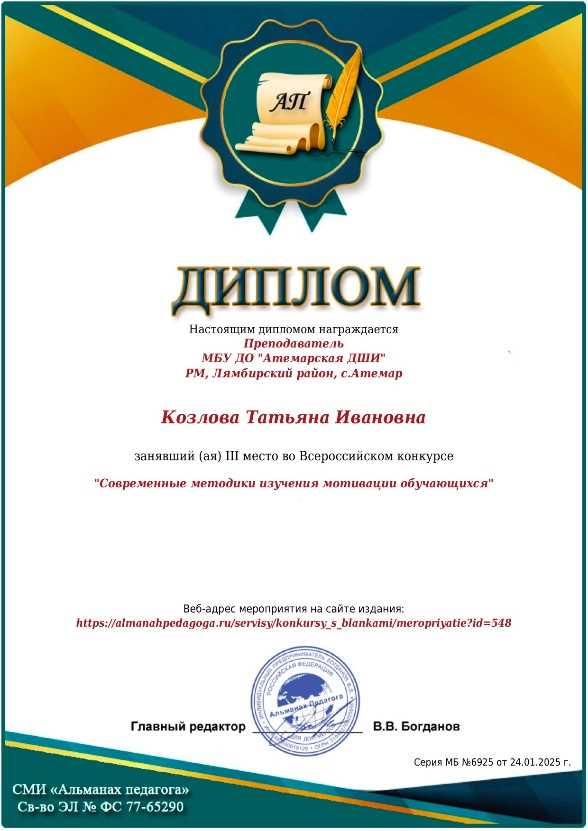 АП
ДИПЛОМ
Настоящим дипломом награждается
Преподаватель
МБУ ДО "Атемарская ДШИ"
РМ, Лямбирский район, с.Атемар
Козлова Татьяна Ивановна
занявший (ая) III место во Всероссийском конкурсе
"Современные методики изучения мотивации обучающихся"
Веб-адрес мероприятия на сайте издания:
https://almanahpedagoga.ru/servisy/konkursy_s_blankami/meropriyatie?id=548
РОССИЙСКАЯ ФЕДЕРАЦИЯ
Альманах Педагога
Главный редактор
В.В. Богданов
Серия МБ №6925 от 24.01.2025 г.
СМИ «Альманах педагога»
Св-во ЭЛ № ФС 77-65290